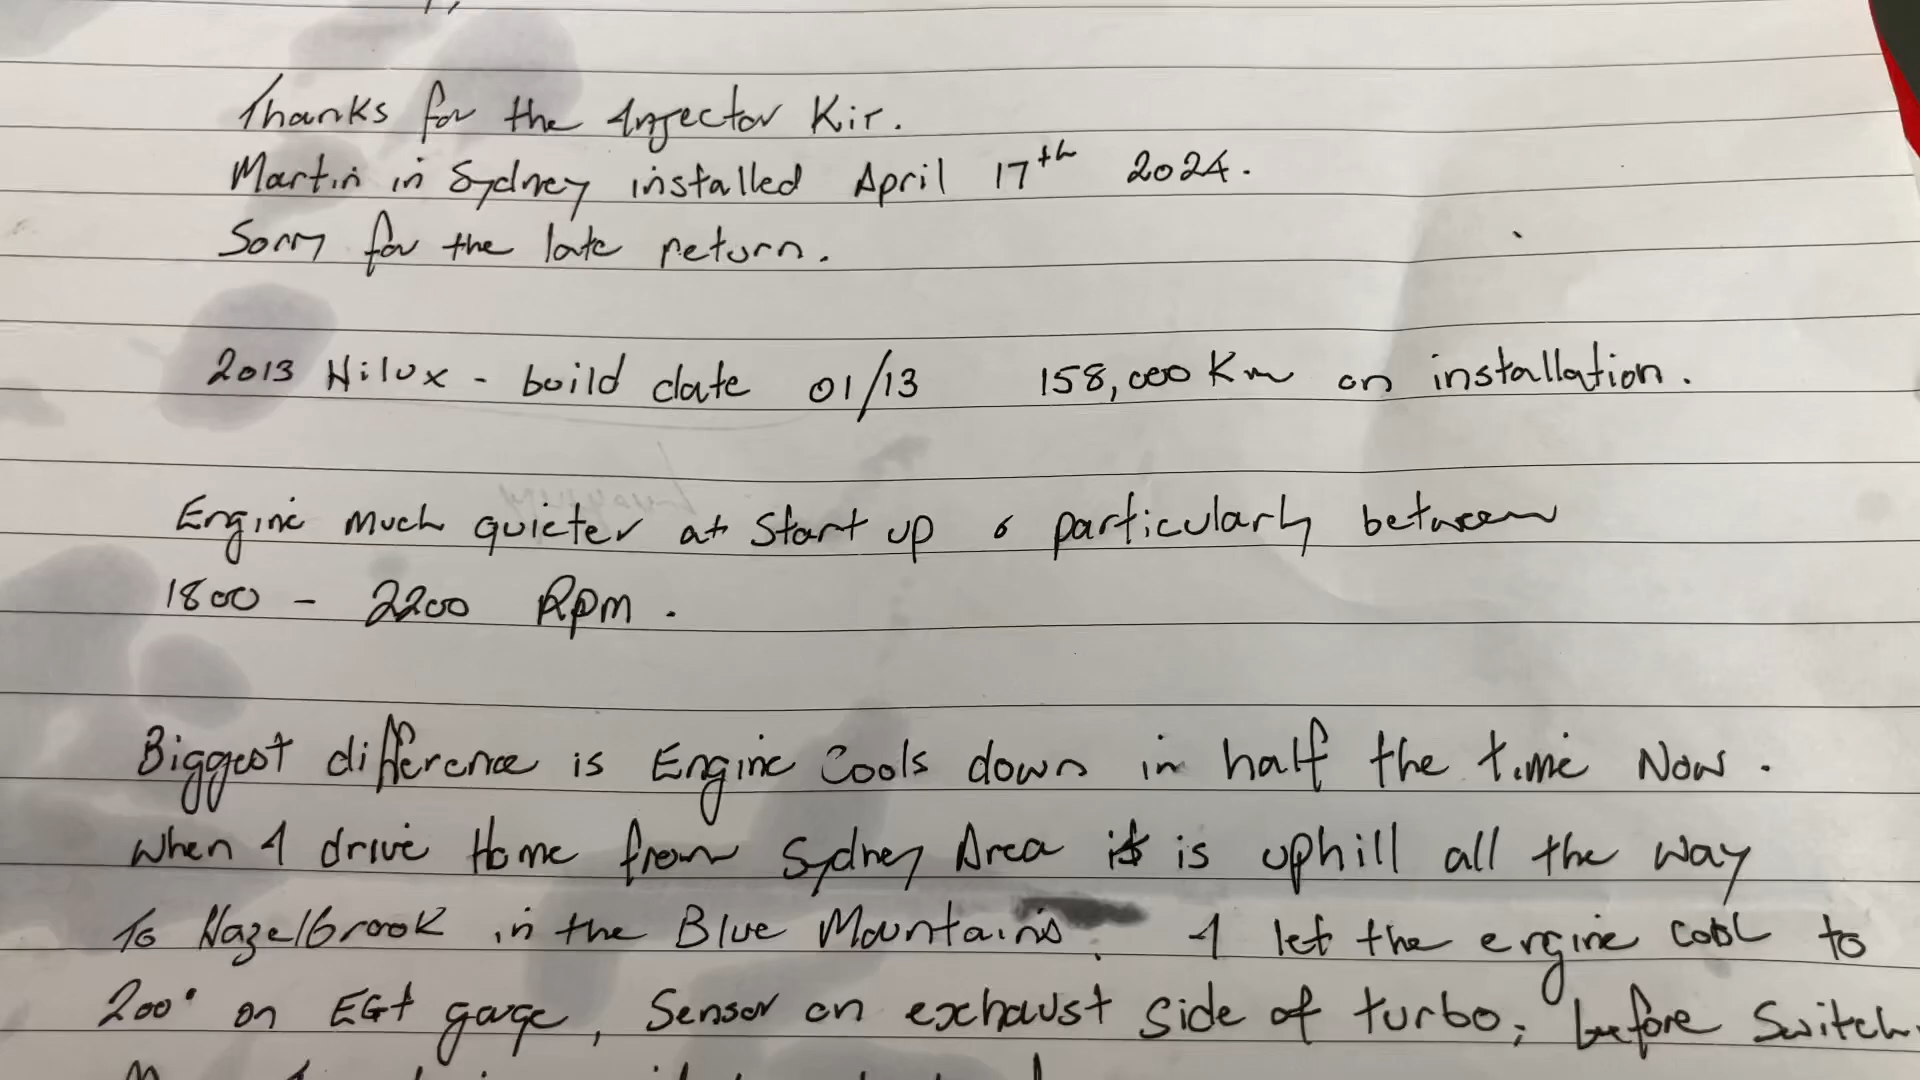 Thanks for the Injector Kit.
Martin in Sydney installed April 17th 2024.
Sorry for the late return.
2013 Hilux - build date 01/13 158,000 Km on installation.
Engine much quieter at Start up & particularly between
1800 - 2200 Rpm.
Biggest difference is Engine Cools down in half the time Now.
When I drive Home from Sydney Area it is uphill all the way
To Hazelbrook in the Blue Mountains. I let the engine cool to
200° on EGt gauge, Sensor on exhaust side of turbo, before Switch